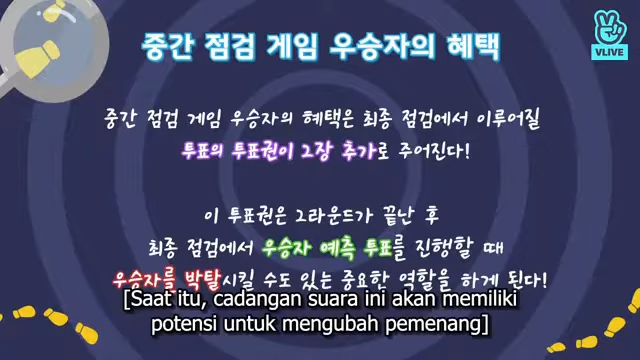 중간 점검 게임 우승자의 혜택
VLIVE
중간 점검 게임 우승자의 혜택은 최종 점검에서 이루어질
투표의 투표권이 2장 추가로 주어진다!
이 투표권은 2라운드가 끝난 후
최종 점검에서 우승자 예측 투표를 진행할 때
우승자를 박탈시킬 수도 있는 중요한 역할을 하게 된다!
[Saat itu, cadangan suara ini akan memiliki
potensi untuk mengubah pemenang]